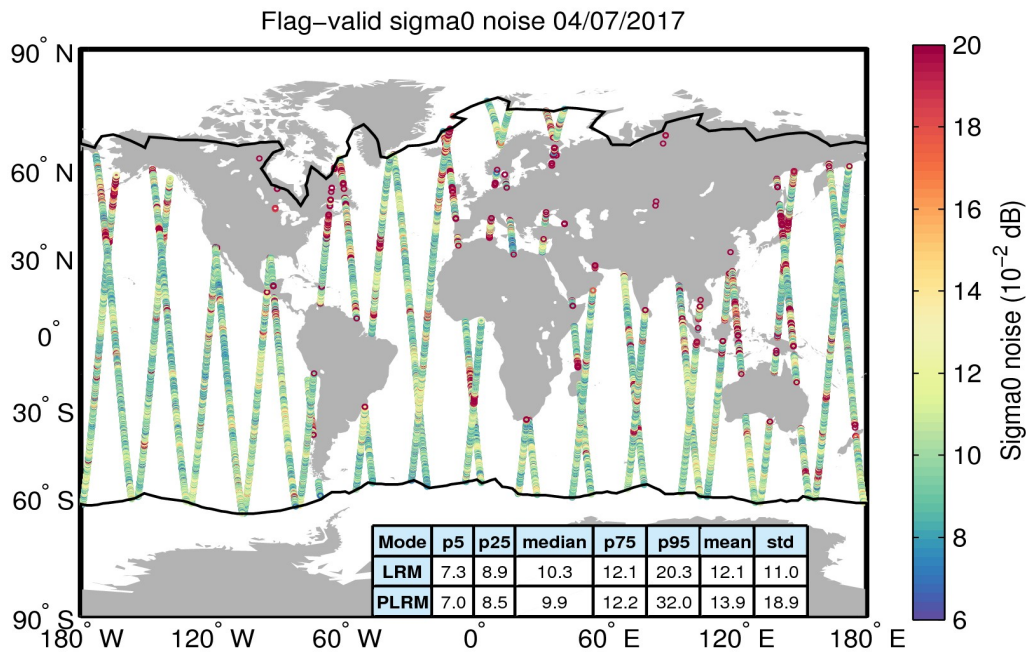 Flag−valid sigma0 noise 04/07/2017
90° N
60° N
30° N
0°
30° S
60° S
90° S
180° W
120° W
60° W
0°
60° E
120° E
180° E
Mode p5 p25 median p75 p95 mean std
LRM 7.3 8.9 10.3 12.1 20.3 12.1 11.0
PLRM 7.0 8.5 9.9 12.2 32.0 13.9 18.9
20
18
16
14
12
10
8
6
Sigma0 noise (10⁻² dB)